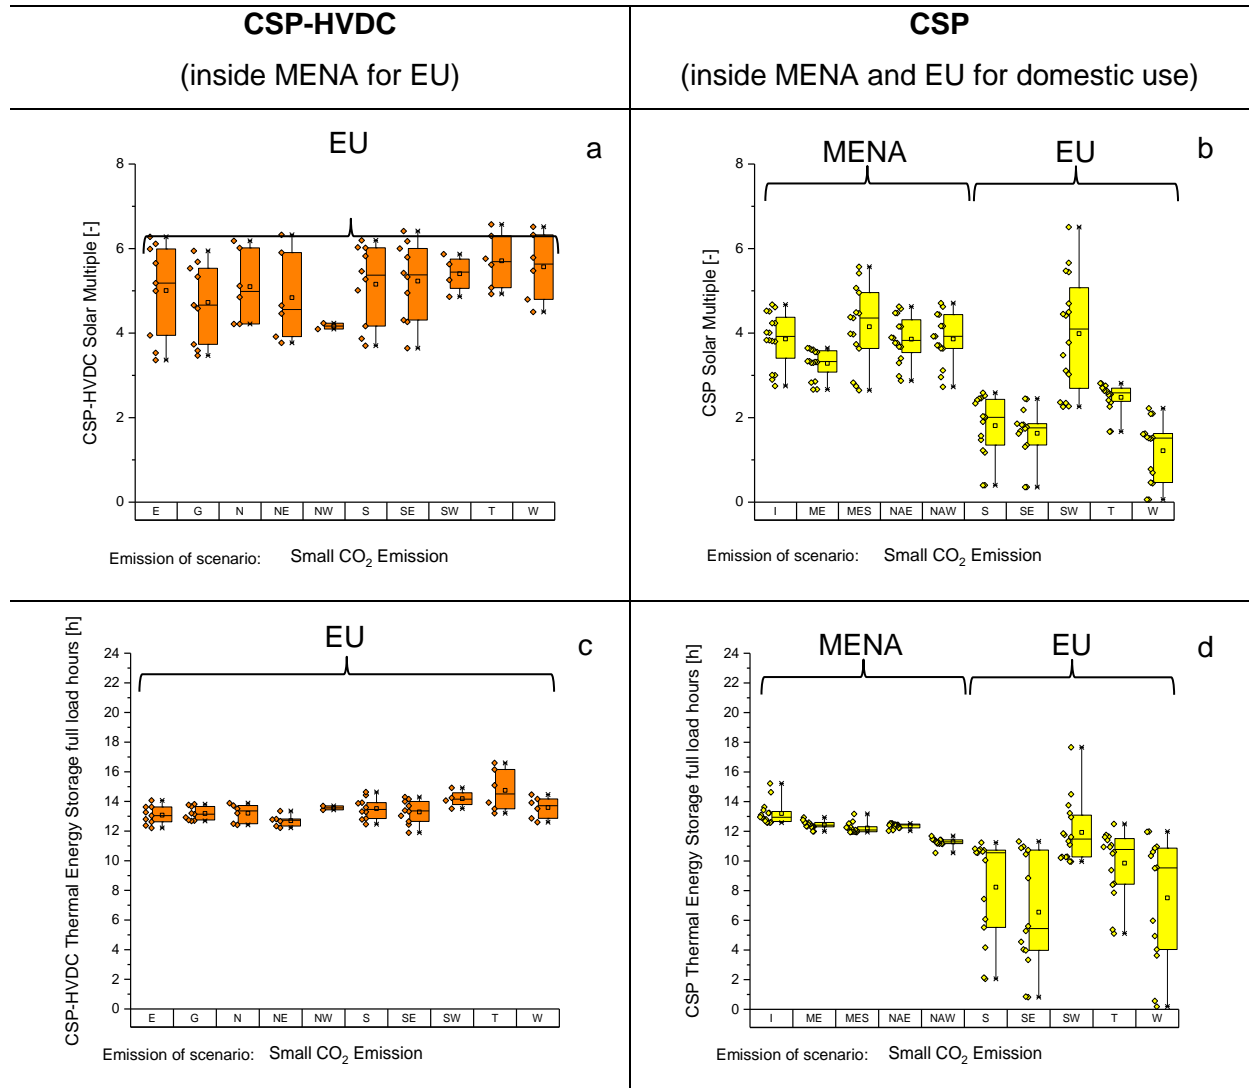 CSP-HVDC
(inside MENA for EU)
CSP
(inside MENA and EU for domestic use)
EU
a
CSP-HVDC Solar Multiple [-]
8
6
4
2
0
E G N NE NW S SE SW T W
Emission of scenario: Small CO₂ Emission
MENA
EU
b
CSP Solar Multiple [-]
8
6
4
2
0
I ME MES NAE NAW S SE SW T W
Emission of scenario: Small CO₂ Emission
EU
c
CSP-HVDC Thermal Energy Storage full load hours [h]
24
22
20
18
16
14
12
10
8
6
4
2
0
E G N NE NW S SE SW T W
Emission of scenario: Small CO₂ Emission
MENA
EU
d
CSP Thermal Energy Storage full load hours [h]
24
22
20
18
16
14
12
10
8
6
4
2
0
I ME MES NAE NAW S SE SW T W
Emission of scenario: Small CO₂ Emission